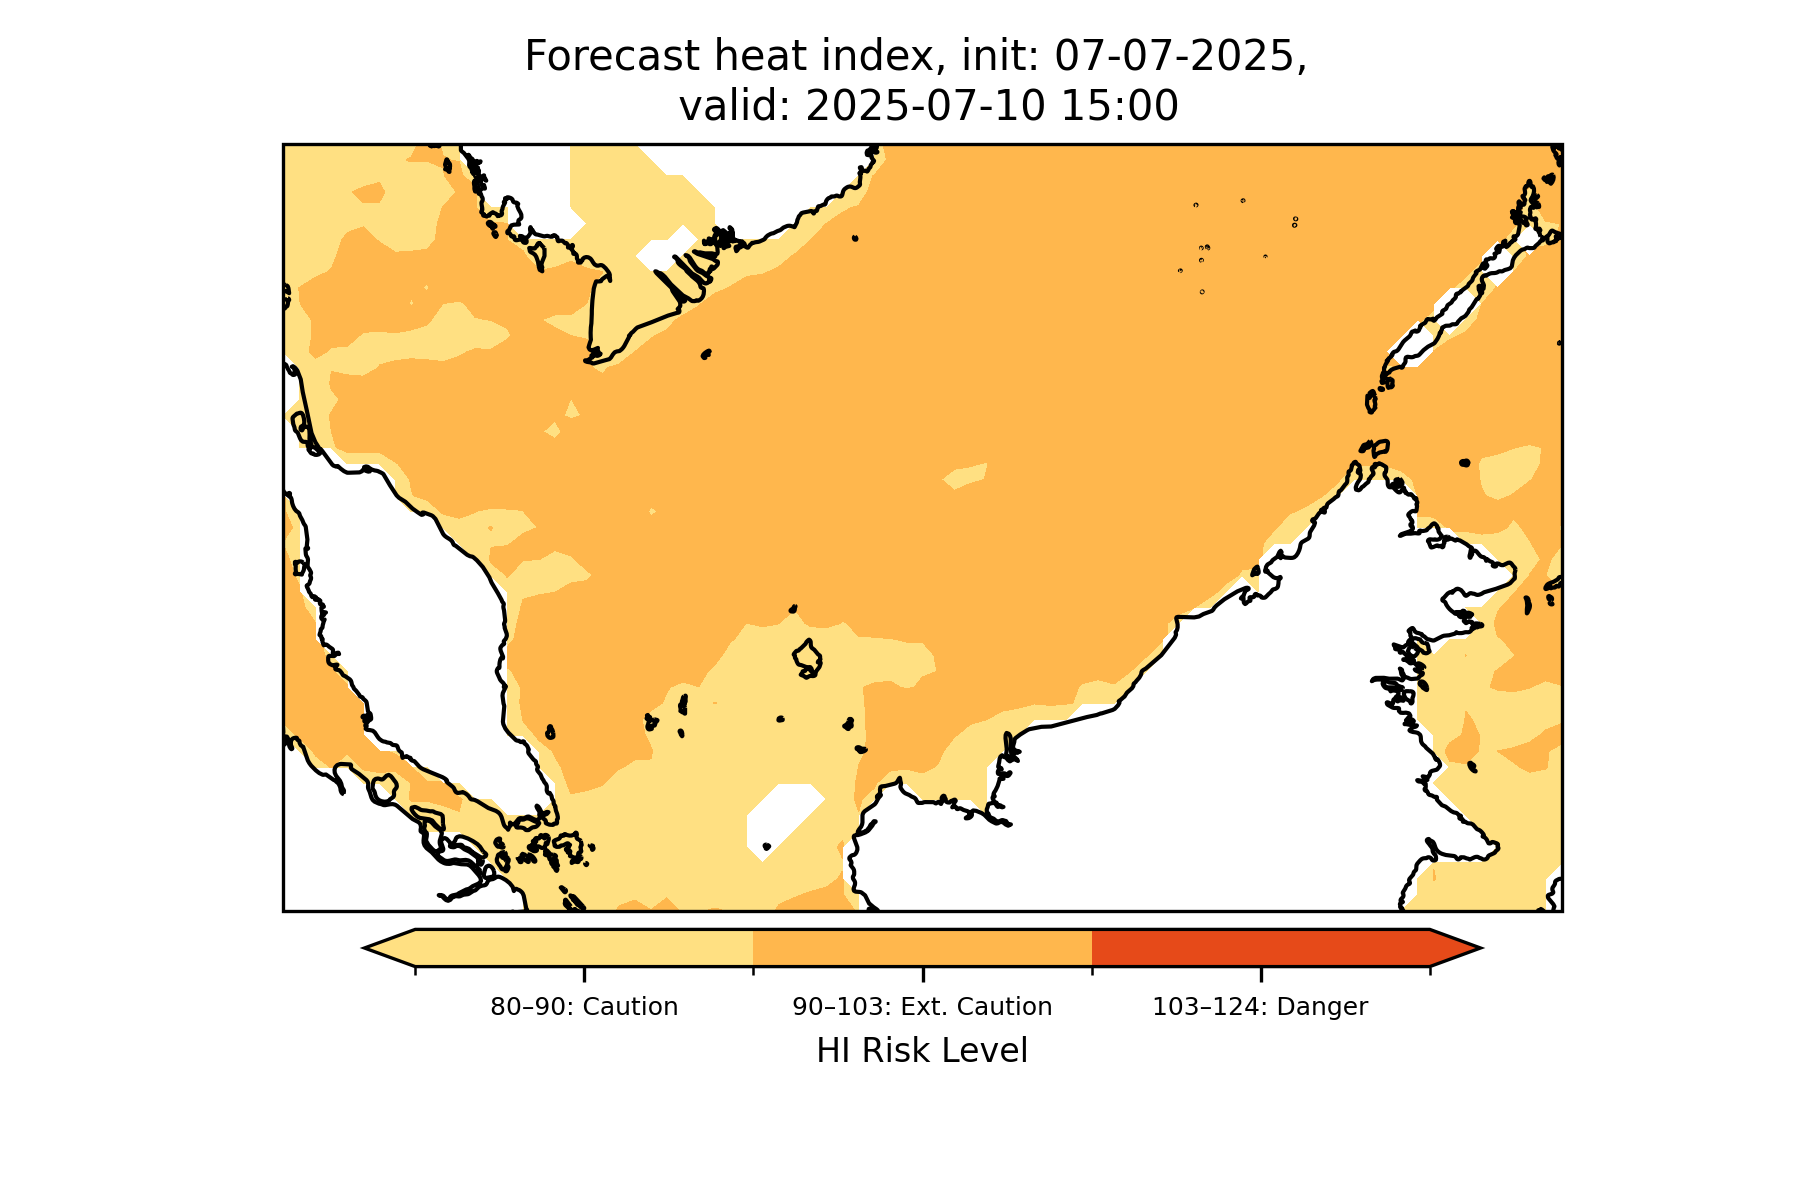 Forecast heat index, init: 07-07-2025,
valid: 2025-07-10 15:00
80–90: Caution
90–103: Ext. Caution
103–124: Danger
HI Risk Level